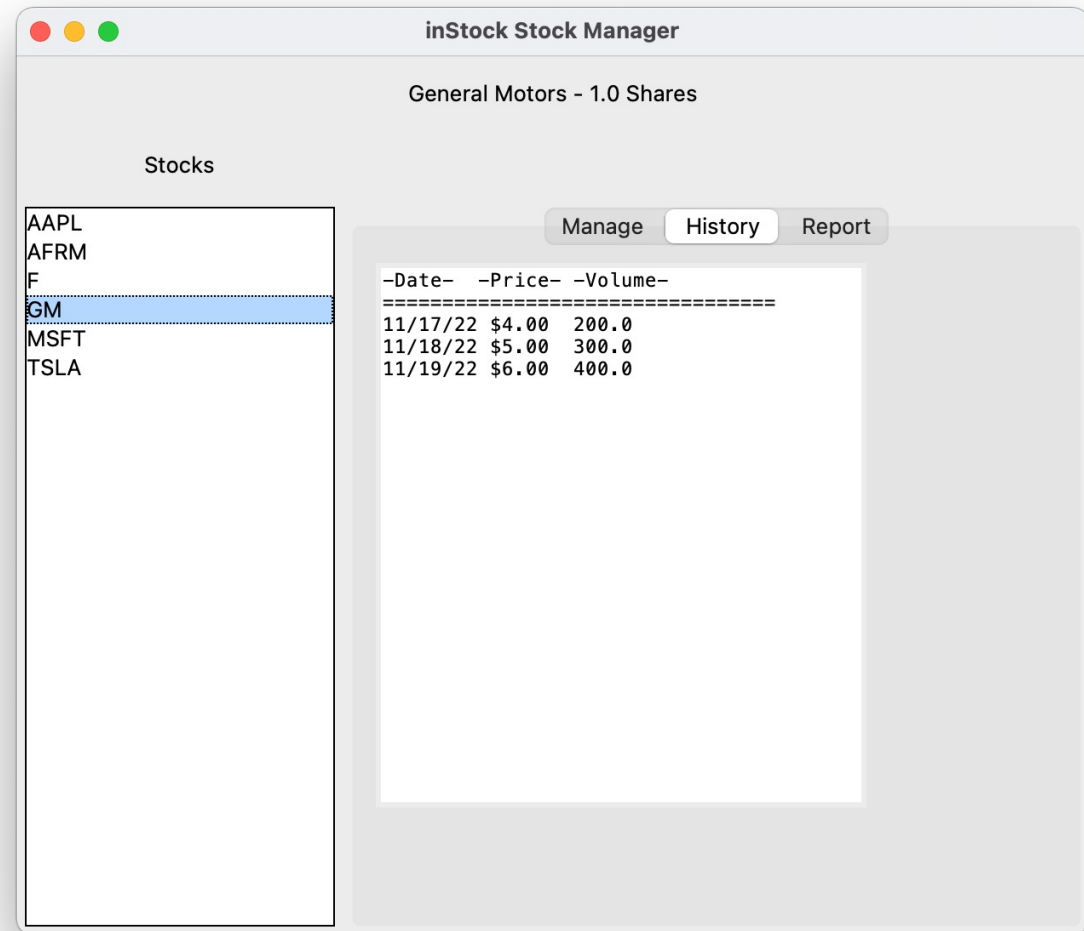 inStock Stock Manager
General Motors - 1.0 Shares
Stocks
AAPL
AFRM
F
GM
MSFT
TSLA
Manage History Report
-Date-  -Price- -Volume-
=================================
11/17/22 $4.00  200.0
11/18/22 $5.00  300.0
11/19/22 $6.00  400.0